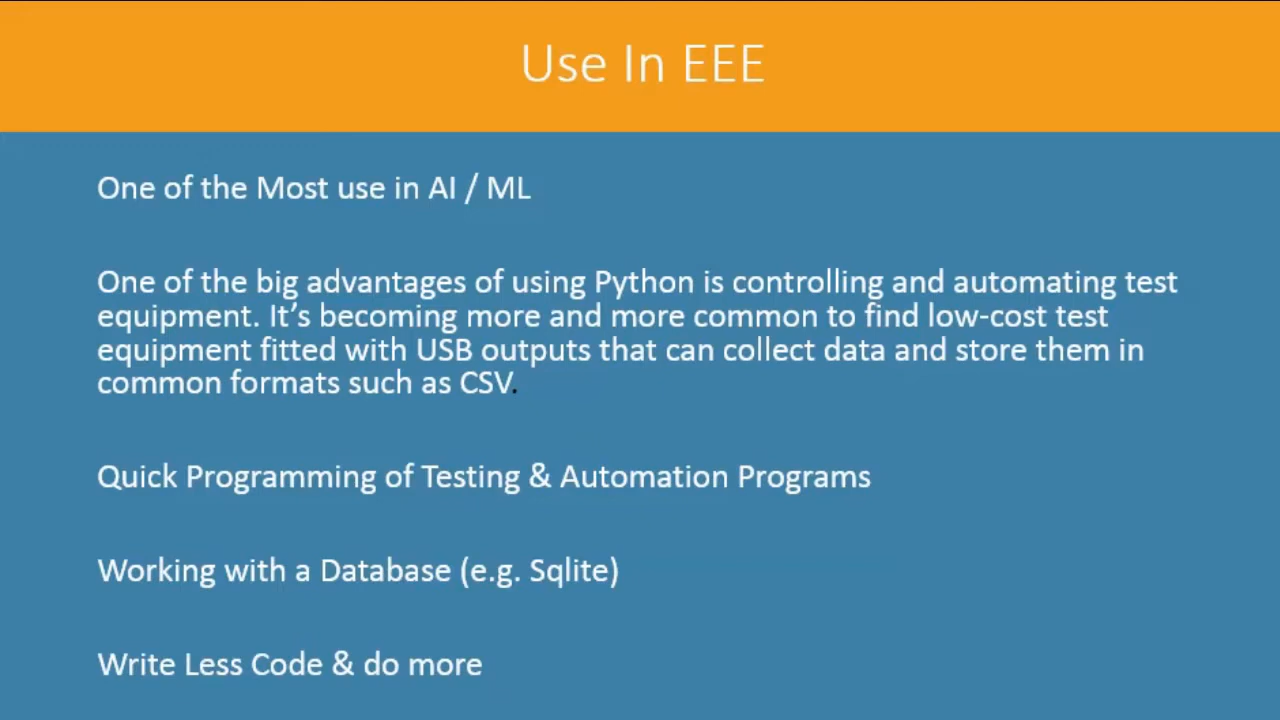 Use In EEE
One of the Most use in AI / ML
One of the big advantages of using Python is controlling and automating test
equipment. It’s becoming more and more common to find low-cost test
equipment fitted with USB outputs that can collect data and store them in
common formats such as CSV.
Quick Programming of Testing & Automation Programs
Working with a Database (e.g. Sqlite)
Write Less Code & do more